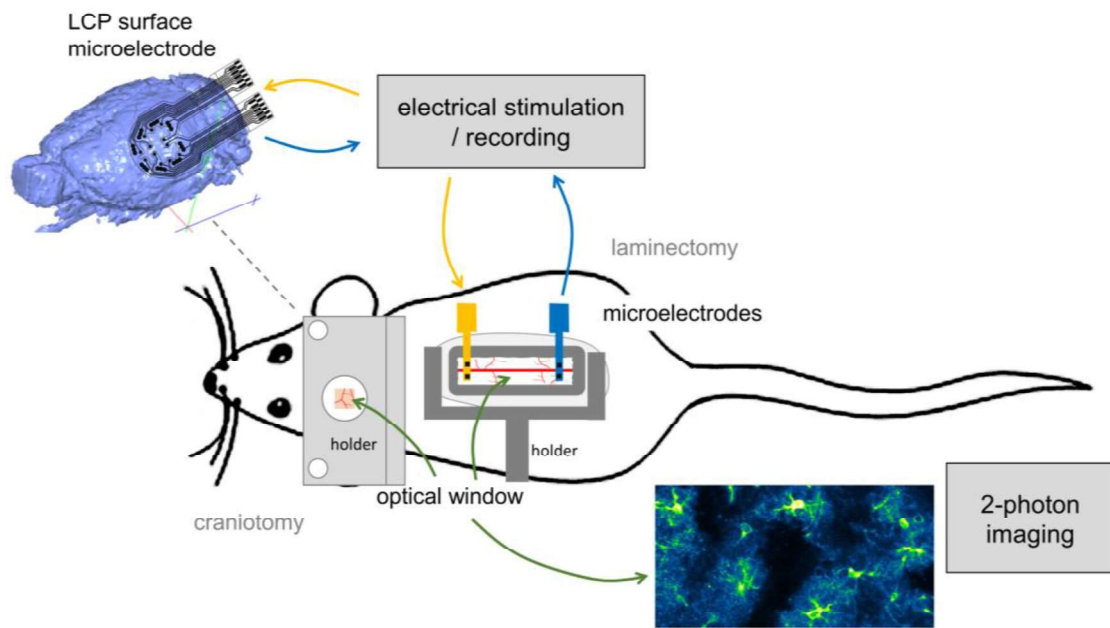 LCP surface
microelectrode
electrical stimulation
/ recording
laminectomy
microelectrodes
holder
holder
optical window
craniotomy
2-photon
imaging